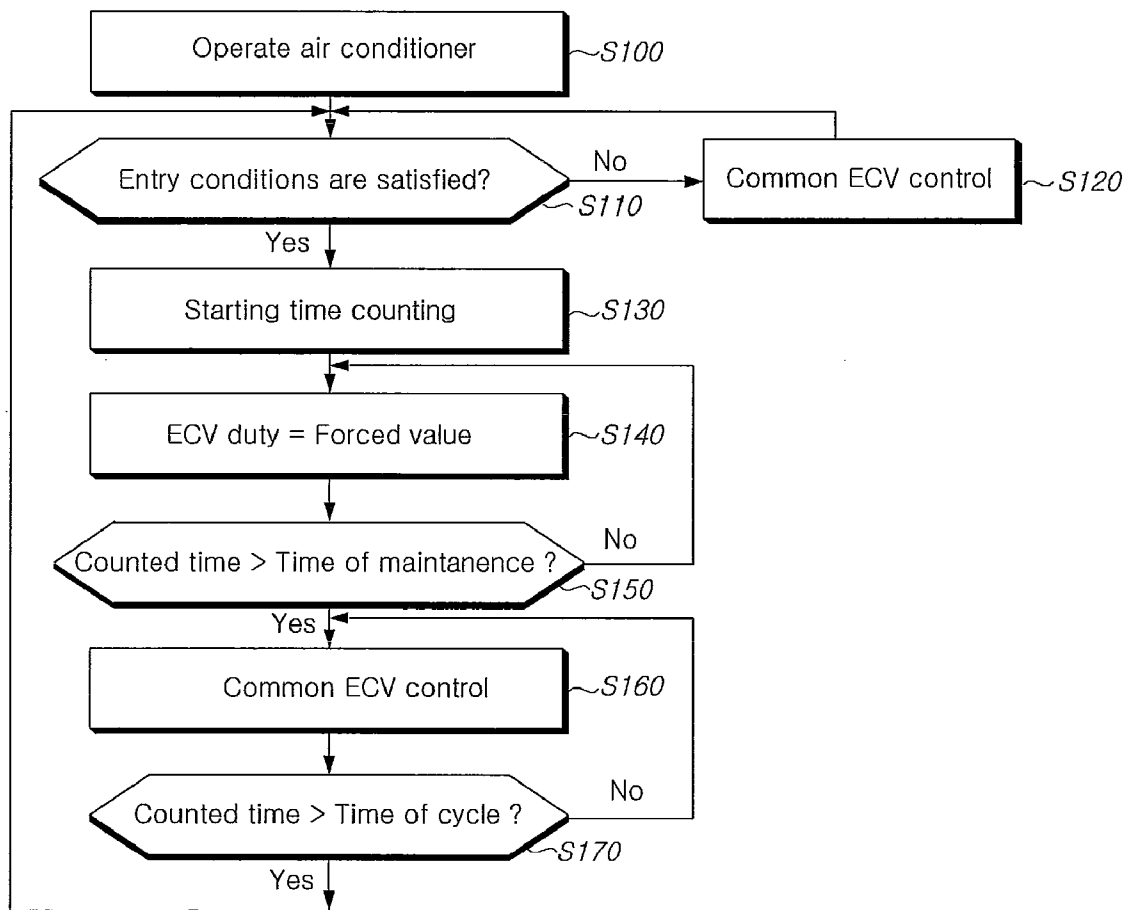 Operate air conditioner
S100
Entry conditions are satisfied?
S110
No
Common ECV control
S120
Yes
Starting time counting
S130
ECV duty = Forced value
S140
Counted time > Time of maintanence ?
S150
No
Yes
Common ECV control
S160
Counted time > Time of cycle ?
S170
No
Yes